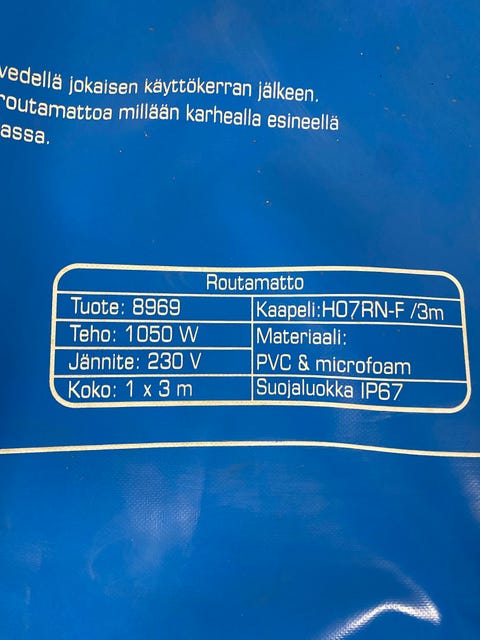 vedellä jokaisen käyttökerran jälkeen.
routamattoa millään karhealla esineellä
assa.
Routamatto
Tuote: 8969
Kaapeli:H07RN-F /3m
Teho: 1050 W
Materiaali:
PVC & microfoam
Jännite: 230 V
Koko: 1 x 3 m
Suojaluokka IP67